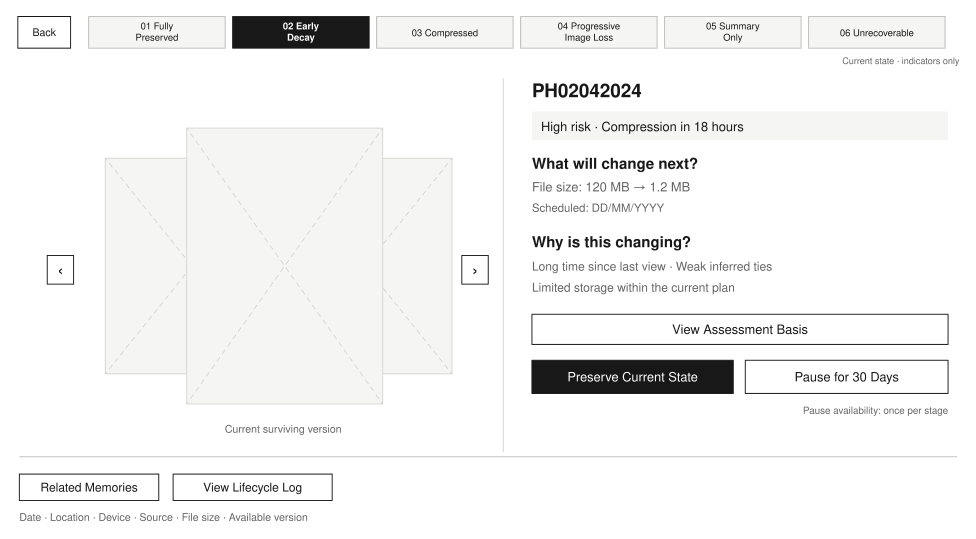 Back
01 Fully
Preserved
02 Early
Decay
03 Compressed
04 Progressive
Image Loss
05 Summary
Only
06 Unrecoverable
Current state · indicators only
PH02042024
High risk · Compression in 18 hours
What will change next?
File size: 120 MB → 1.2 MB
Scheduled: DD/MM/YYYY
Why is this changing?
Long time since last view · Weak inferred ties
Limited storage within the current plan
‹
›
View Assessment Basis
Preserve Current State
Pause for 30 Days
Pause availability: once per stage
Current surviving version
Related Memories
View Lifecycle Log
Date · Location · Device · Source · File size · Available version